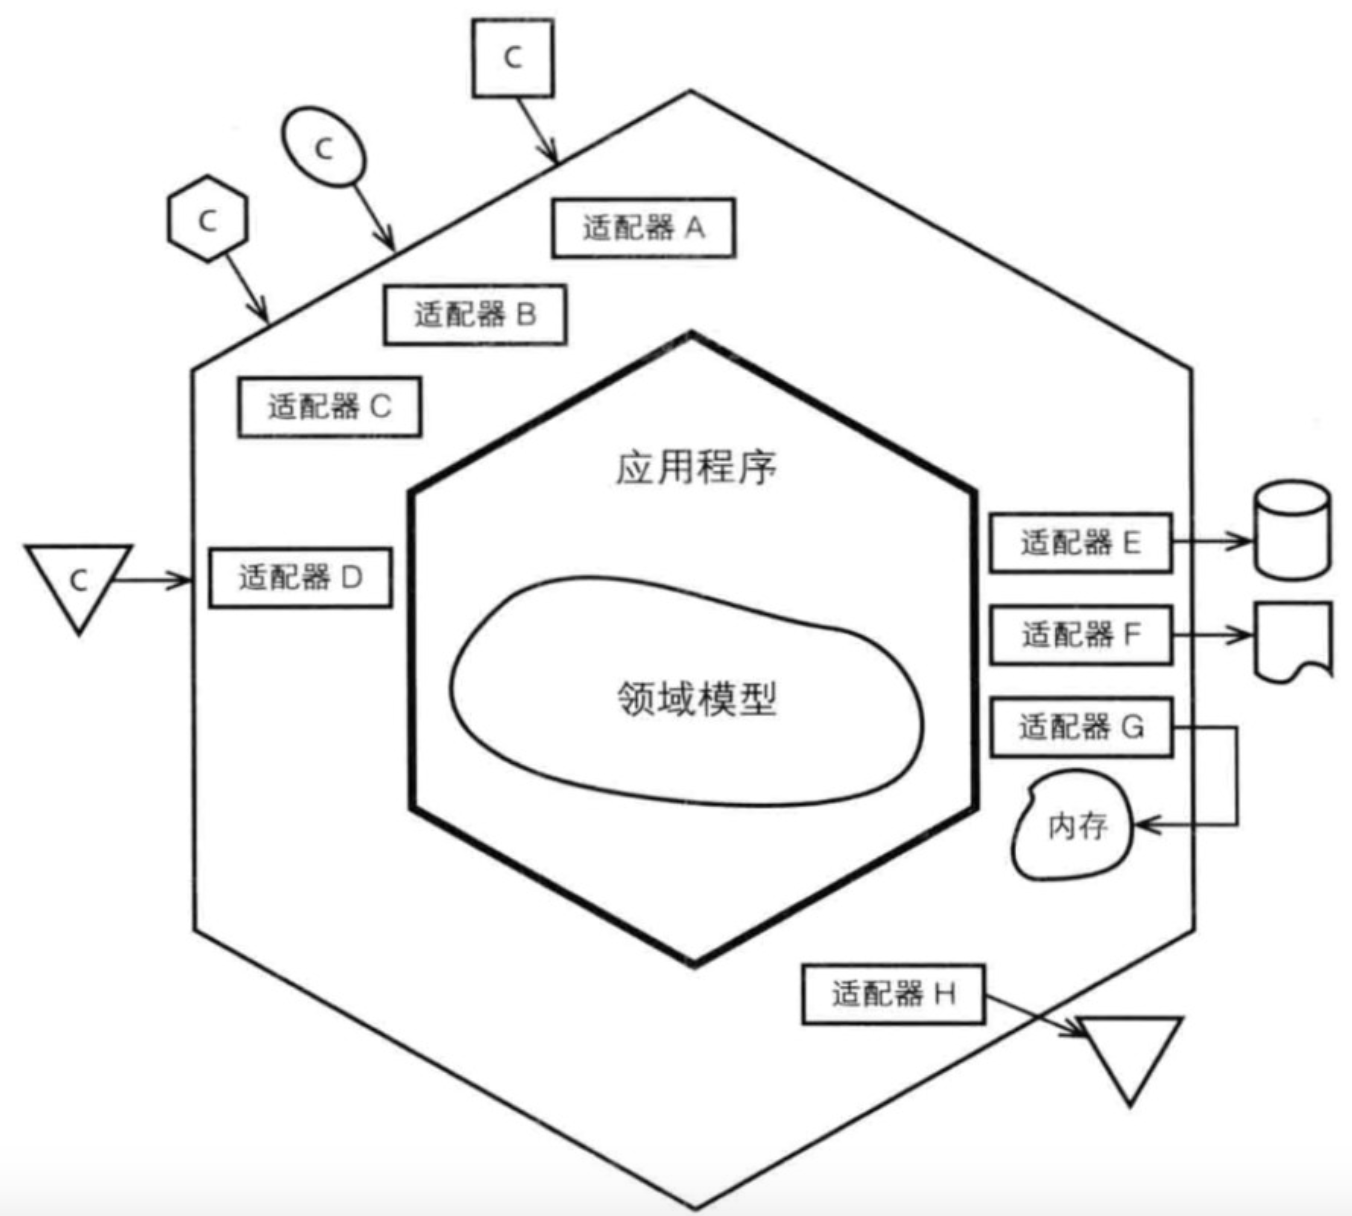 C
C
C
适配器 A
适配器 B
适配器 C
应用程序
适配器 E
C
适配器 D
适配器 F
领域模型
适配器 G
内存
适配器 H